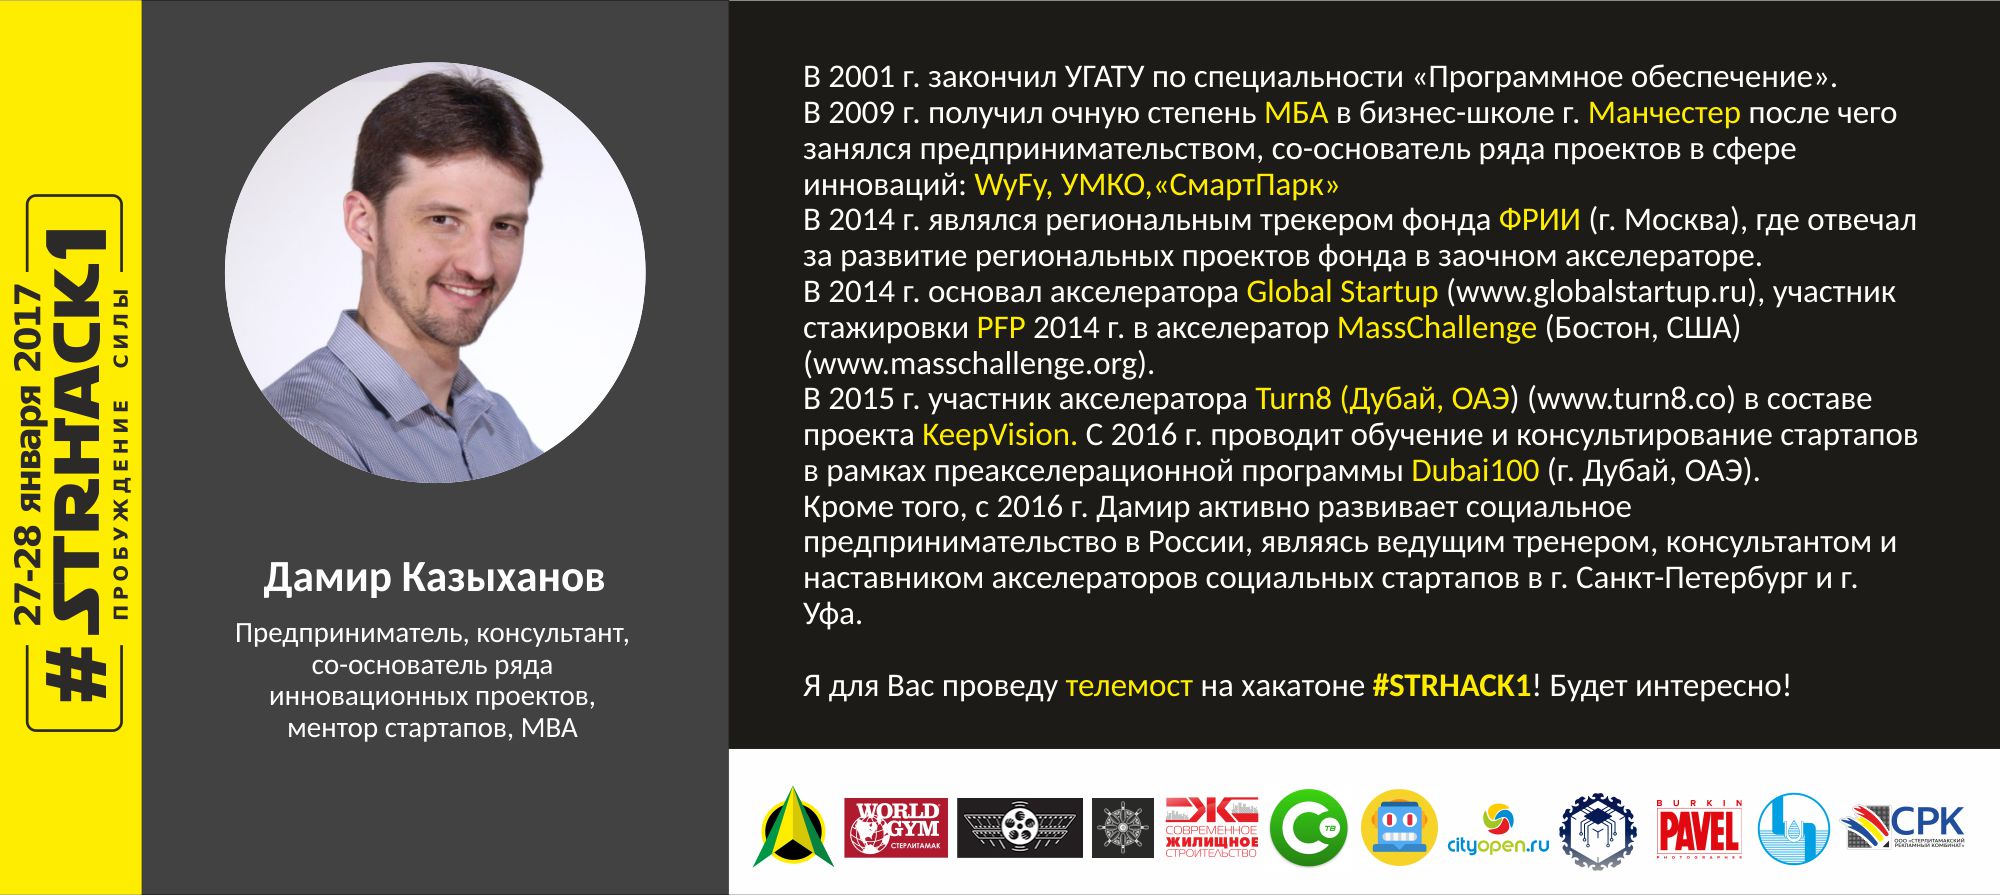 27-28 января 2017
#STRHACK1
ПРОБУЖДЕНИЕ СИЛЫ
Дамир Казыханов
Предприниматель, консультант,
со-основатель ряда
инновационных проектов,
ментор стартапов, МВА
В 2001 г. закончил УГАТУ по специальности «Программное обеспечение».
В 2009 г. получил очную степень МБА в бизнес-школе г. Манчестер после чего
занялся предпринимательством, со-основатель ряда проектов в сфере
инноваций: WyFy, УМКО,«СмартПарк»
В 2014 г. являлся региональным трекером фонда ФРИИ (г. Москва), где отвечал
за развитие региональных проектов фонда в заочном акселераторе.
В 2014 г. основал акселератора Global Startup (www.globalstartup.ru), участник
стажировки PFP 2014 г. в акселератор MassChallenge (Бостон, США)
(www.masschallenge.org).
В 2015 г. участник акселератора Turn8 (Дубай, ОАЭ) (www.turn8.co) в составе
проекта KeepVision. С 2016 г. проводит обучение и консультирование стартапов
в рамках преакселерационной программы Dubai100 (г. Дубай, ОАЭ).
Кроме того, с 2016 г. Дамир активно развивает социальное
предпринимательство в России, являясь ведущим тренером, консультантом и
наставником акселераторов социальных стартапов в г. Санкт-Петербург и г.
Уфа.
Я для Вас проведу телемост на хакатоне #STRHACK1! Будет интересно!
WORLD
GYM
СТЕРЛИТАМАК
СОВРЕМЕННОЕ
ЖИЛИЩНОЕ
СТРОИТЕЛЬСТВО
С ТВ
cityopen.ru
BURKIN
PAVEL
PHOTOGRAPHER
СРК
ООО «СТЕРЛИТАМАКСКИЙ
РЕКЛАМНЫЙ КОМБИНАТ»